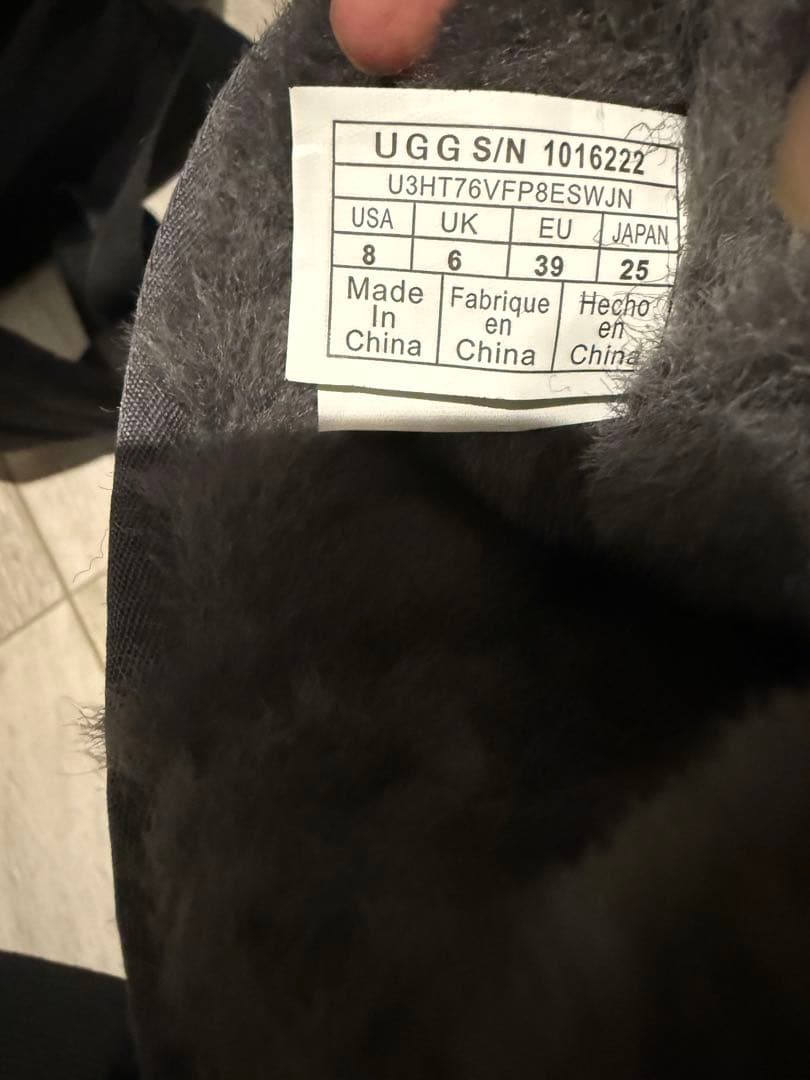 UGG S/N 1016222
U3HT76VFP8ESWJN
USA UK EU JAPAN
8 6 39 25
Made Fabrique Hecho
In en en
China China China